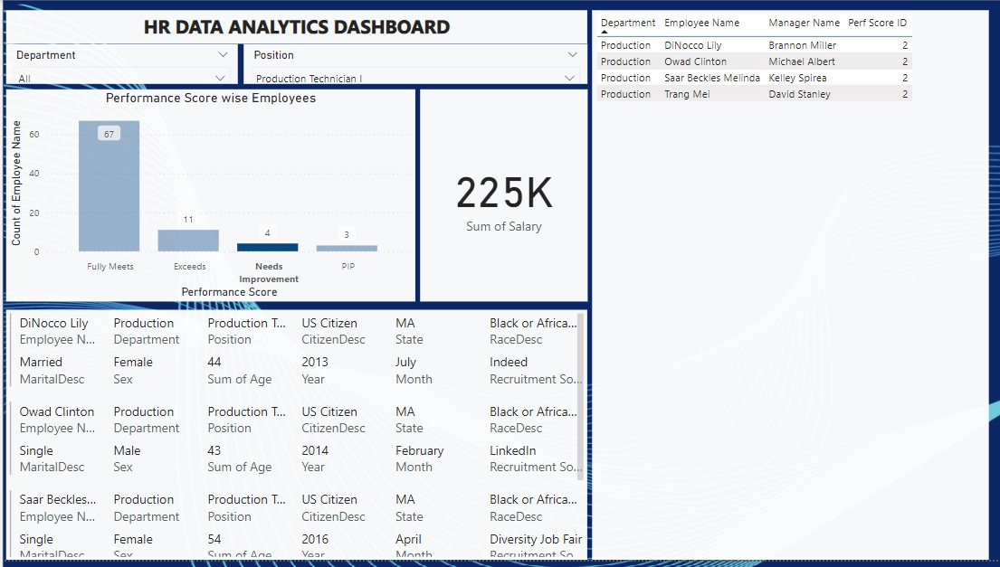 HR DATA ANALYTICS DASHBOARD
Department
All
Position
Production Technician I
Performance Score wise Employees
Count of Employee Name
60
40
20
0
67
11
4
3
Fully Meets Exceeds Needs Improvement PIP
Performance Score
225K
Sum of Salary
Department Employee Name Manager Name Perf Score ID
Production DiNocco Lily Brannon Miller 2
Production Owad Clinton Michael Albert 2
Production Saar Beckles Melinda Kelley Spirea 2
Production Trang Mei David Stanley 2
DiNocco Lily Production Production T... US Citizen MA Black or Africa...
Employee N... Department Position CitizenDesc State RaceDesc
Married Female 44 2013 July Indeed
MaritalDesc Sex Sum of Age Year Month Recruitment So...
Owad Clinton Production Production T... US Citizen MA Black or Africa...
Employee N... Department Position CitizenDesc State RaceDesc
Single Male 43 2014 February LinkedIn
MaritalDesc Sex Sum of Age Year Month Recruitment So...
Saar Beckles... Production Production T... US Citizen MA Black or Africa...
Employee N... Department Position CitizenDesc State RaceDesc
Single Female 54 2016 April Diversity Job Fair
MaritalDesc Sex Sum of Age Year Month Recruitment So...